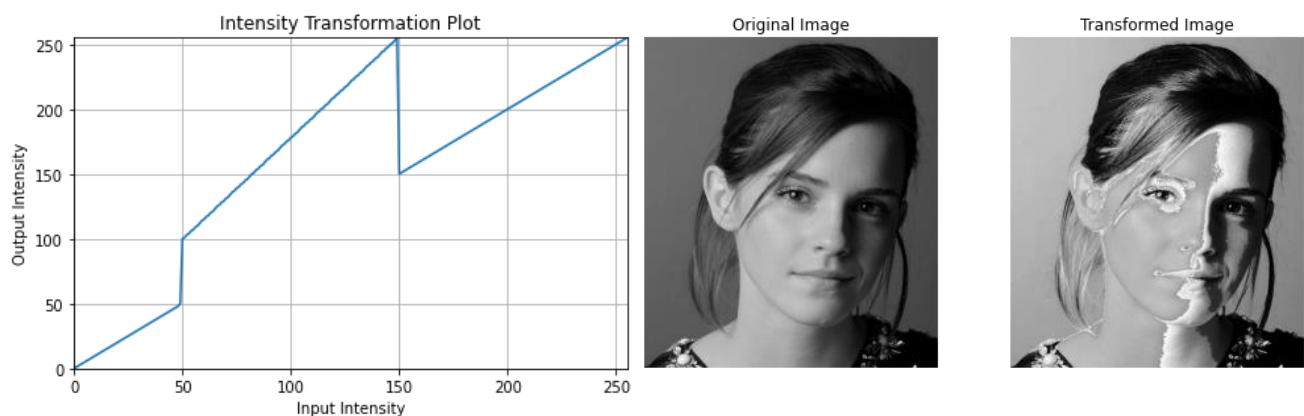 Intensity Transformation Plot
250
200
150
100
50
0
Output Intensity
0 50 100 150 200 250
Input Intensity
Original Image
Transformed Image